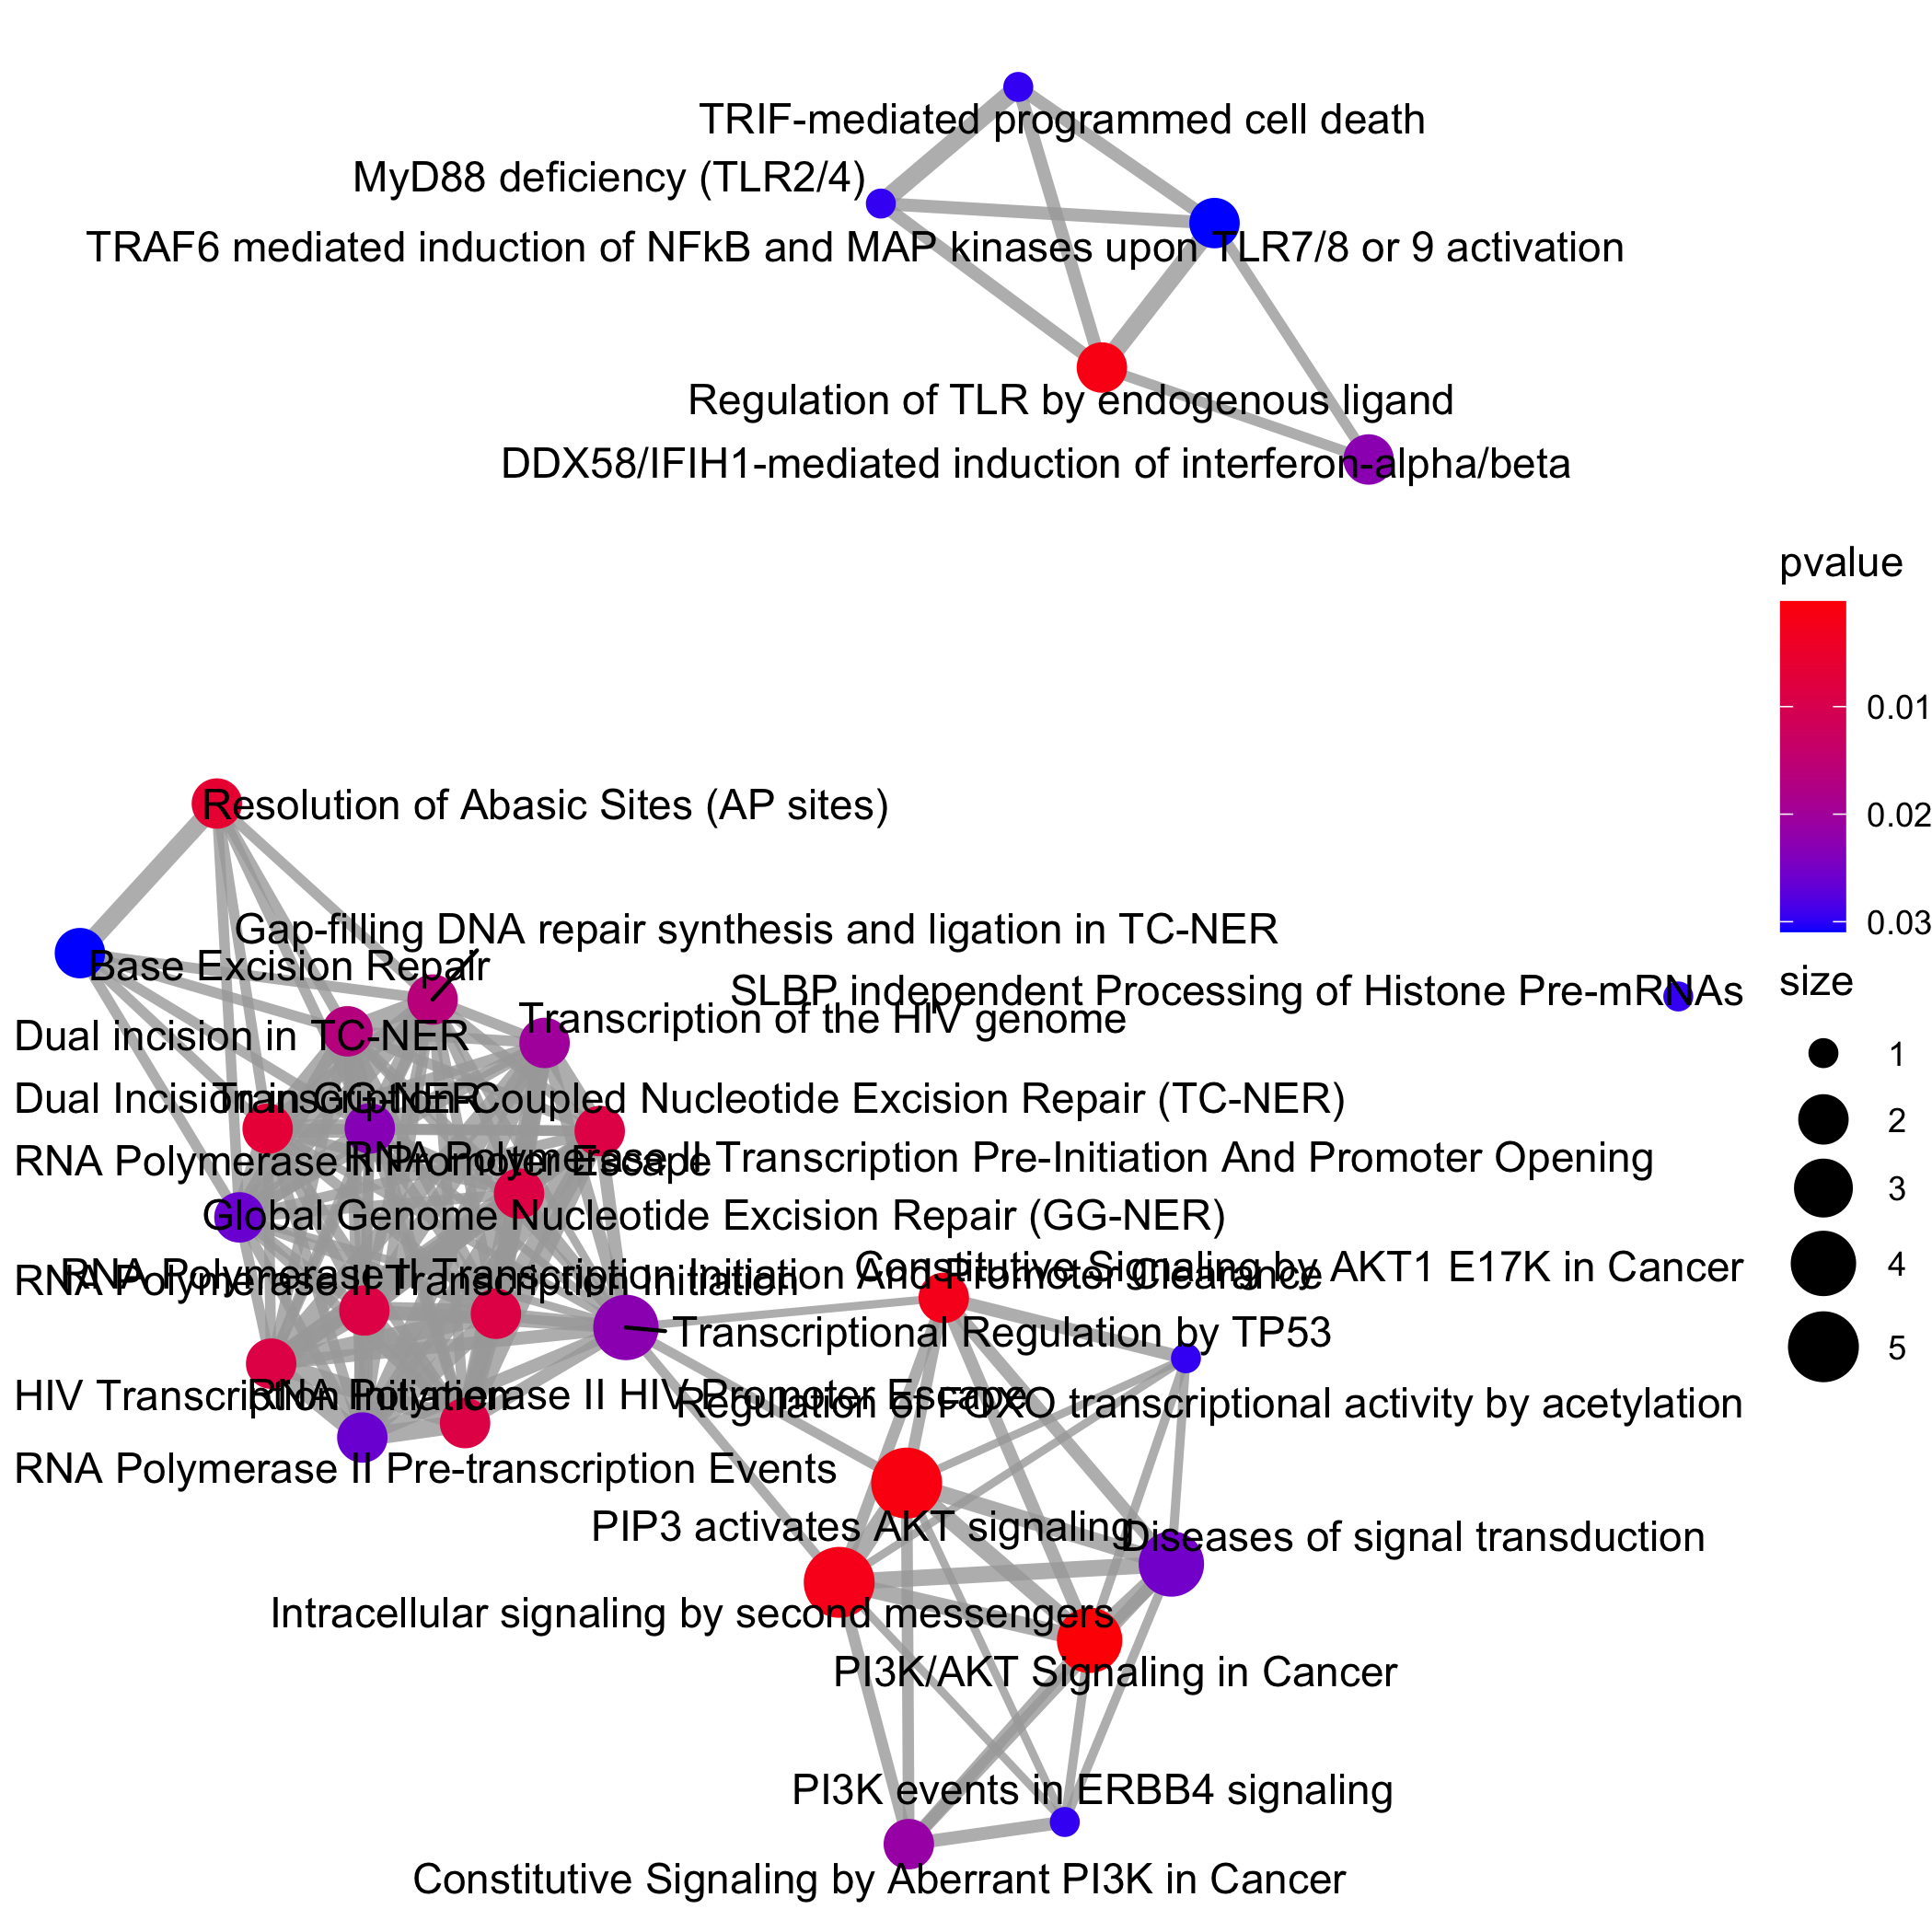 TRIF-mediated programmed cell death
MyD88 deficiency (TLR2/4)
TRAF6 mediated induction of NFkB and MAP kinases upon TLR7/8 or 9 activation
Regulation of TLR by endogenous ligand
DDX58/IFIH1-mediated induction of interferon-alpha/beta
pvalue
0.01
0.02
0.03
Resolution of Abasic Sites (AP sites)
Gap-filling DNA repair synthesis and ligation in TC-NER
Base Excision Repair
SLBP independent Processing of Histone Pre-mRNAs
size
1
2
3
4
5
Transcription of the HIV genome
Dual incision in TC-NER
Dual Incision in GG-NER
Transcription-Coupled Nucleotide Excision Repair (TC-NER)
RNA Polymerase II Promoter Escape
RNA Polymerase II Transcription Pre-Initiation And Promoter Opening
Global Genome Nucleotide Excision Repair (GG-NER)
Constitutive Signaling by AKT1 E17K in Cancer
RNA Polymerase II Transcription Initiation And Promoter Clearance
RNA Polymerase II Transcription Initiation
Transcriptional Regulation by TP53
HIV Transcription Initiation
RNA Polymerase II HIV Promoter Escape
Regulation of FOXO transcriptional activity by acetylation
RNA Polymerase II Pre-transcription Events
PIP3 activates AKT signaling
Diseases of signal transduction
Intracellular signaling by second messengers
PI3K/AKT Signaling in Cancer
PI3K events in ERBB4 signaling
Constitutive Signaling by Aberrant PI3K in Cancer